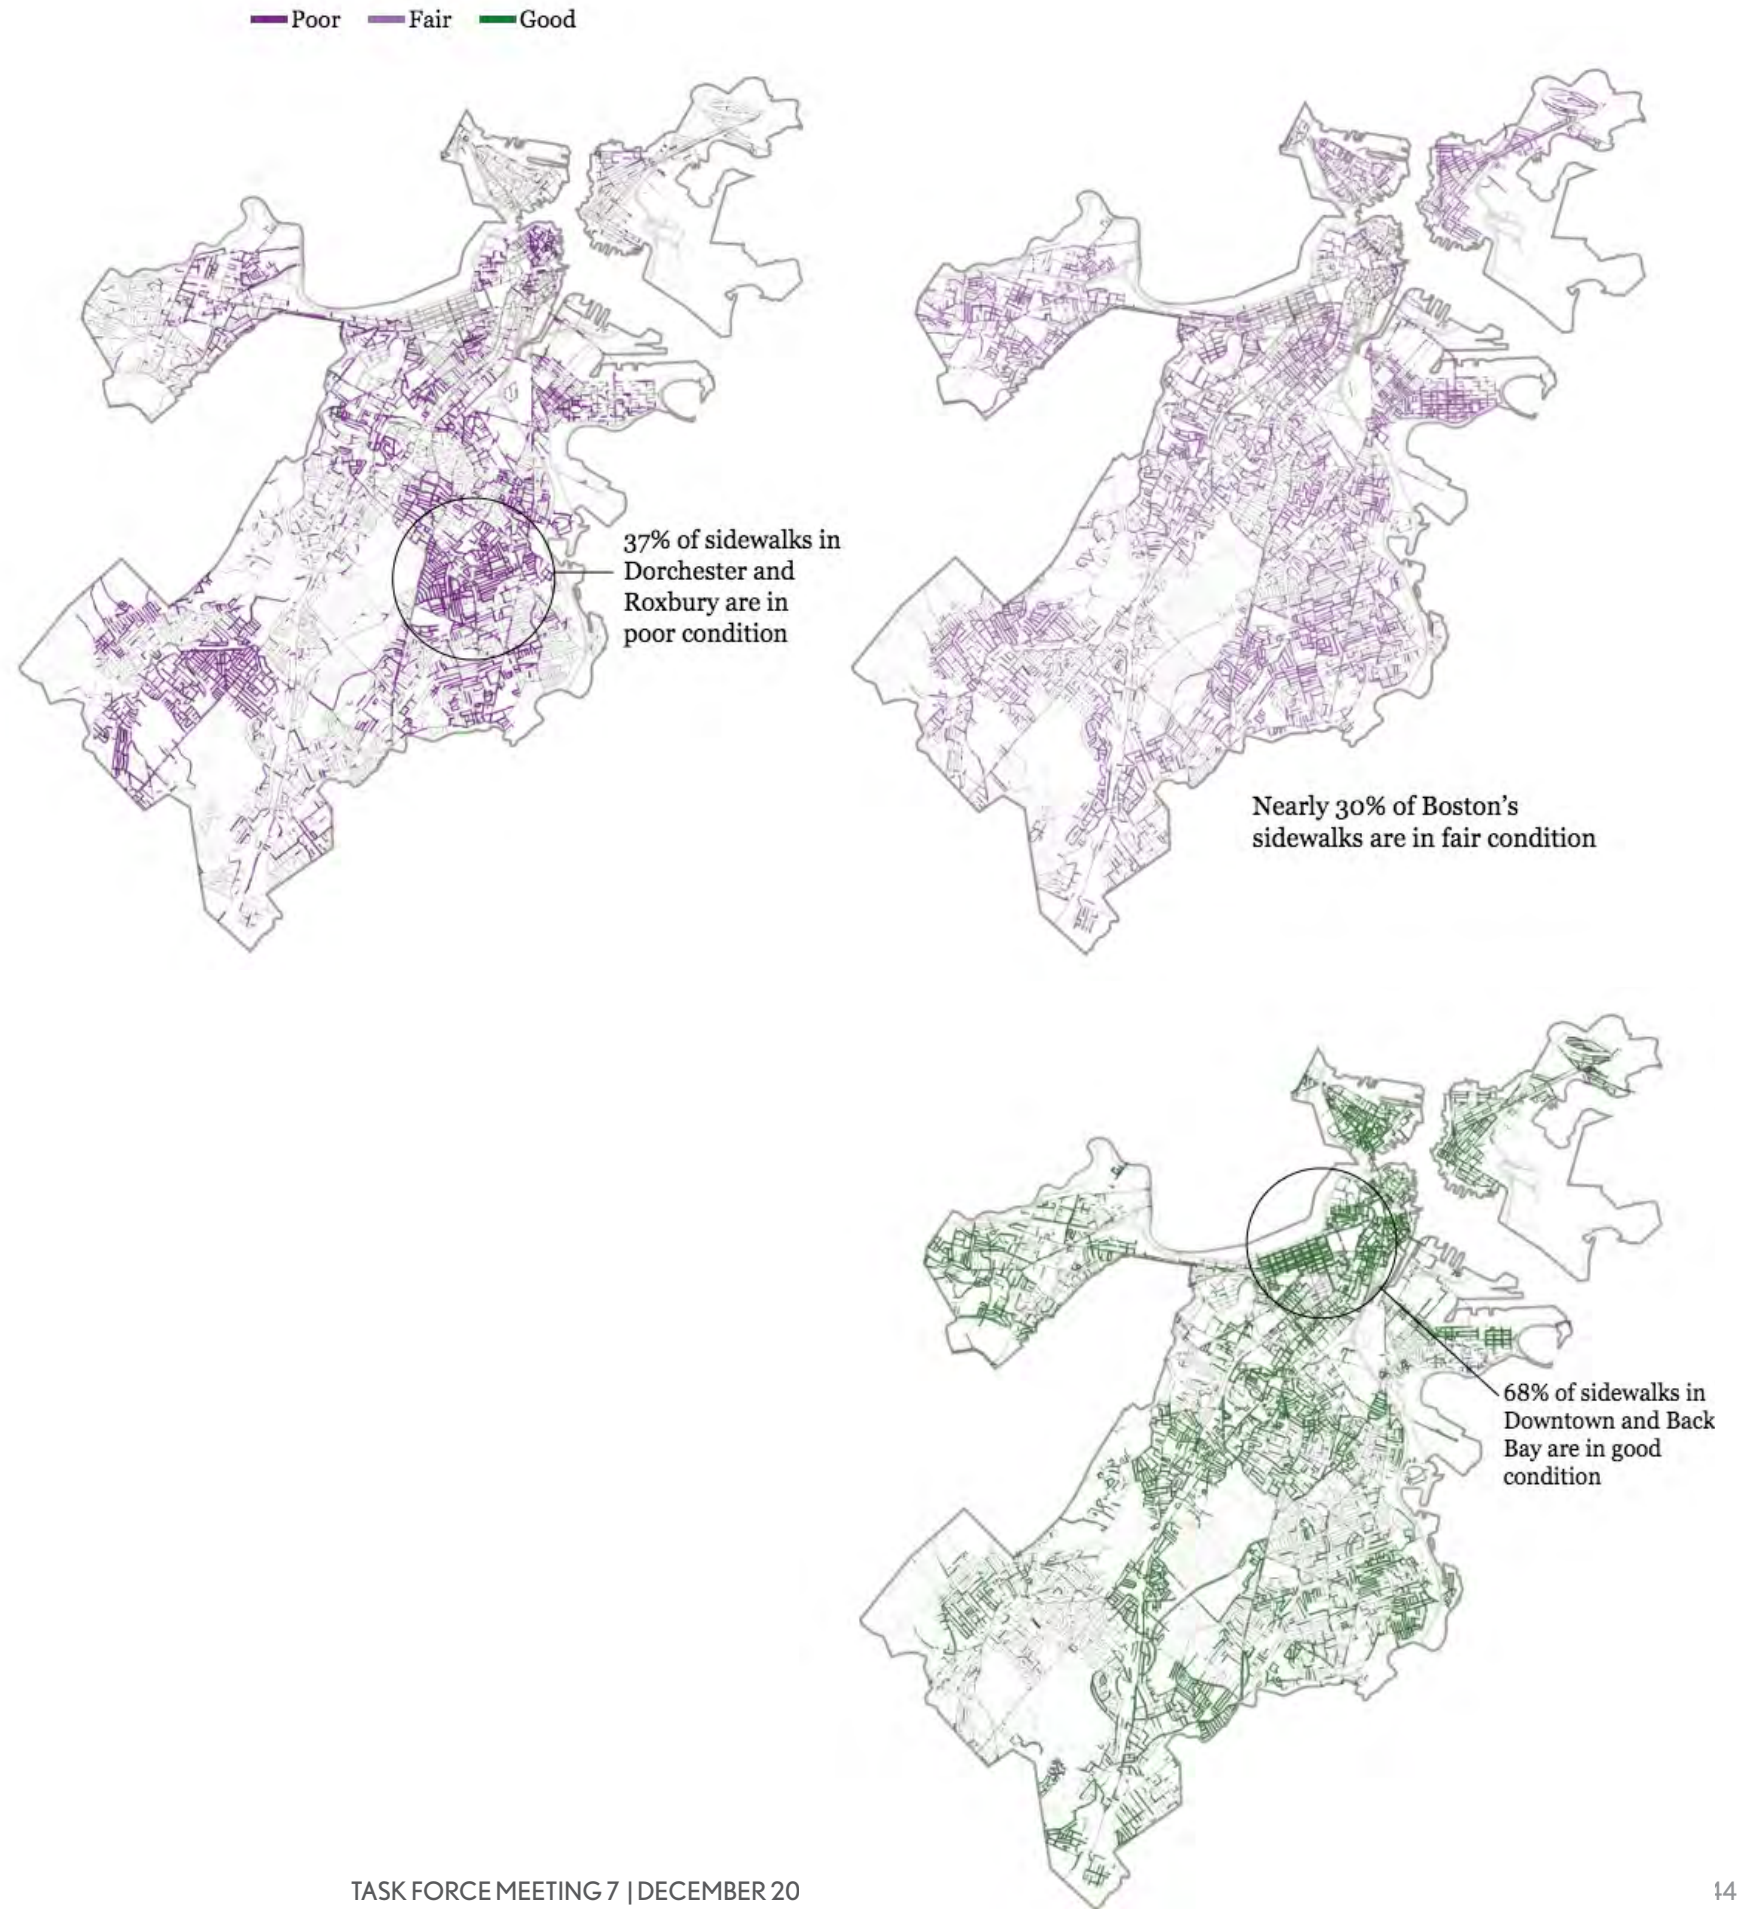 Poor Fair Good
37% of sidewalks in
Dorchester and
Roxbury are in
poor condition
Nearly 30% of Boston’s
sidewalks are in fair condition
68% of sidewalks in
Downtown and Back
Bay are in good
condition
TASK FORCE MEETING 7 | DECEMBER 20